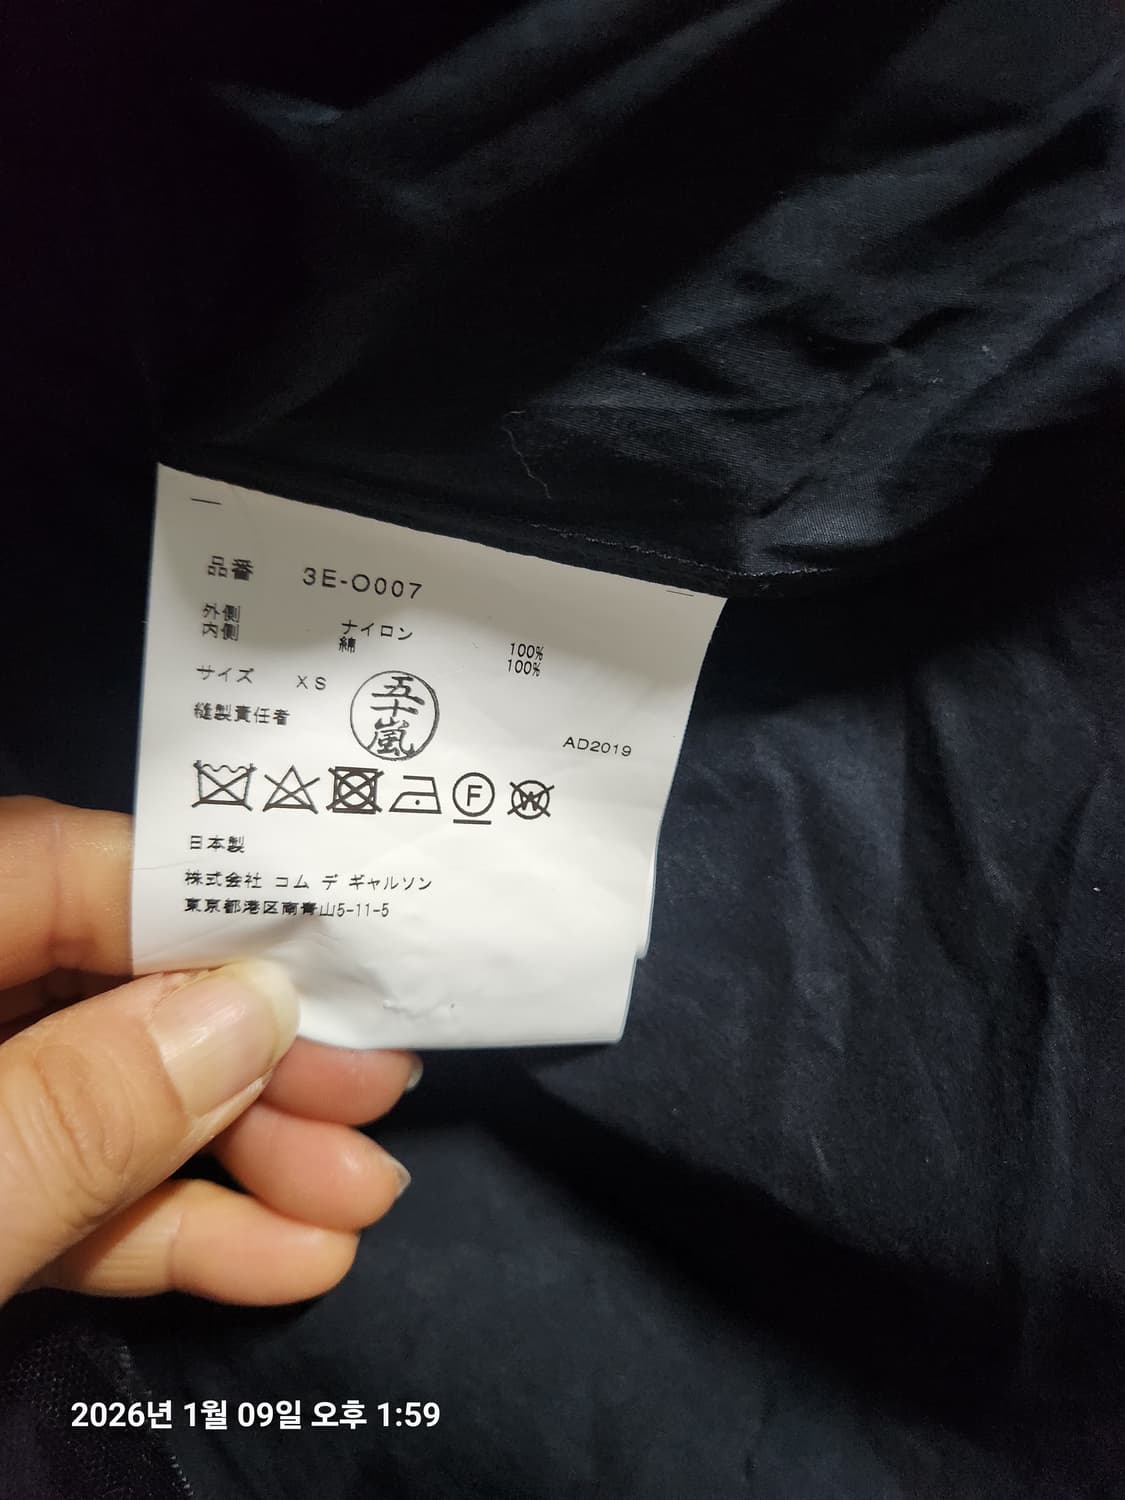 品番 3E-O007
外側 ナイロン 100%
内側 綿 100%
サイズ XS
縫製責任者 五十嵐
AD2019
F W
日本製
株式会社 コム デ ギャルソン
東京都港区南青山5-11-5
2026년 1월 09일 오후 1:59